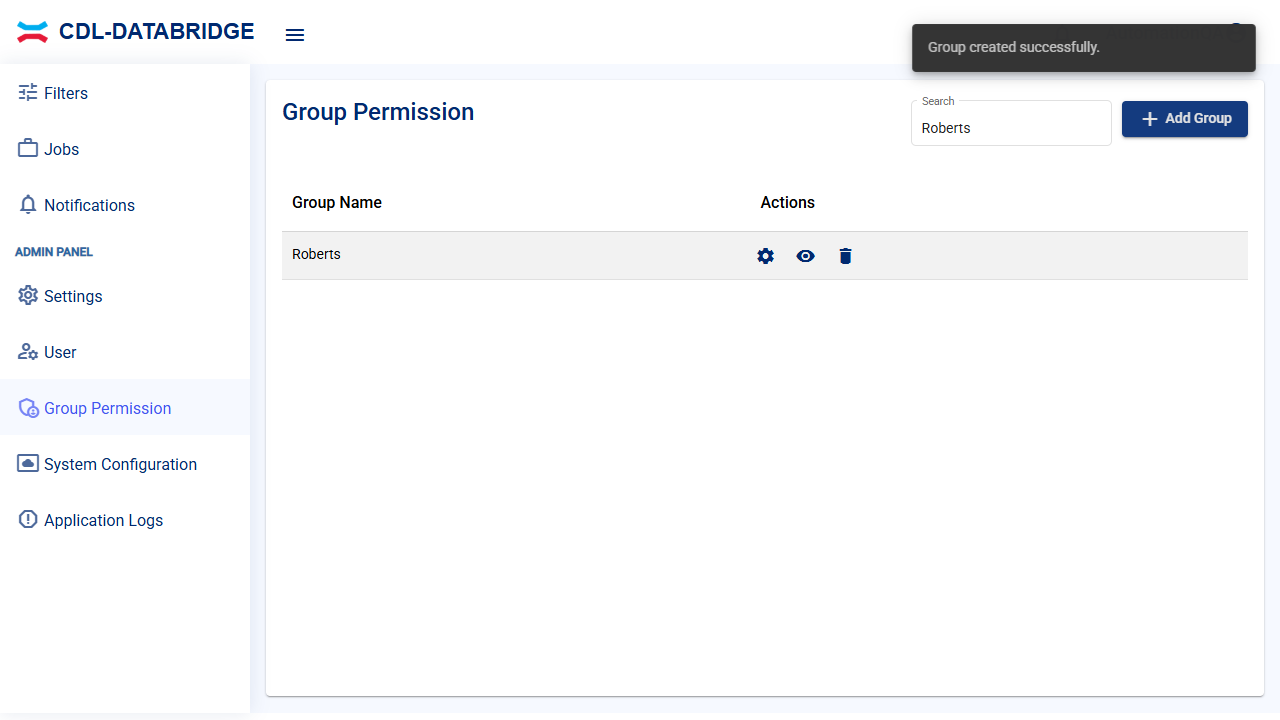 CDL-DATABRIDGE
Group created successfully.
Filters
Jobs
Notifications
ADMIN PANEL
Settings
User
Group Permission
System Configuration
Application Logs
Group Permission
Search
Roberts
Add Group
Group Name Actions
Roberts